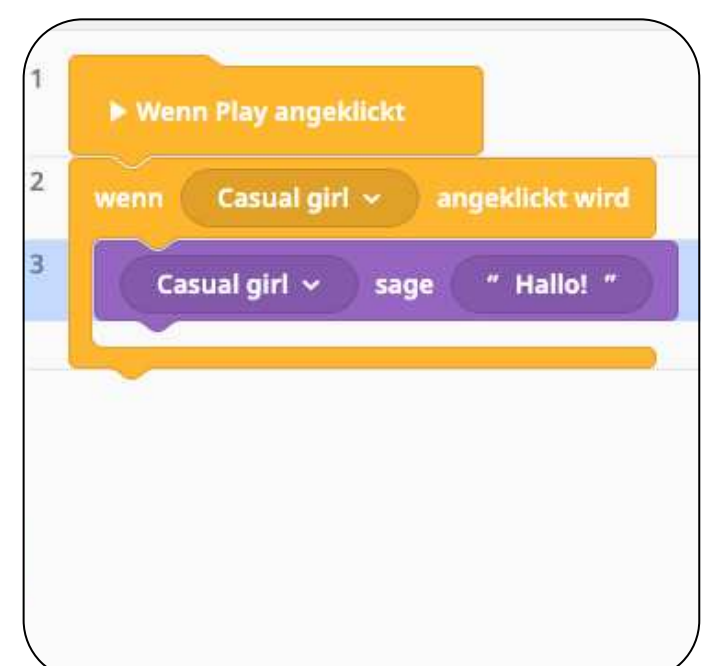 1
Wenn Play angeklickt
2
wenn Casual girl angeklickt wird
3
Casual girl sage " Hallo! "